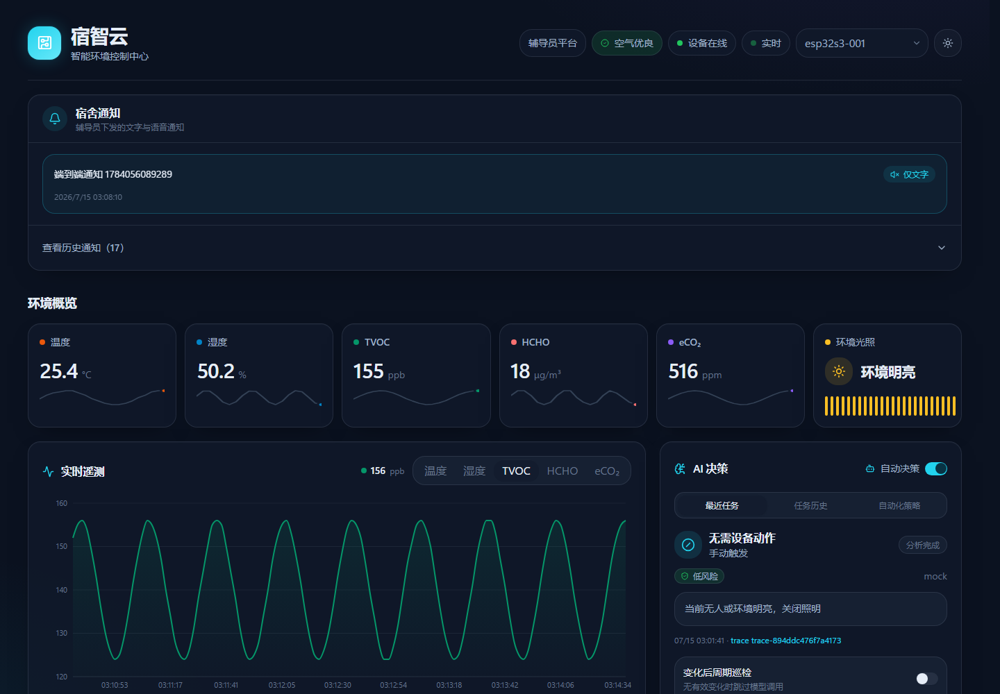 宿智云
智能环境控制中心
辅导员平台
空气优良
设备在线
实时
esp32s3-001
宿舍通知
辅导员下发的文字与语音通知
端到端通知 1784056089289
仅文字
2026/7/15 03:08:10
查看历史通知（17）
环境概览
温度
25.4 °C
湿度
50.2 %
TVOC
155 ppb
HCHO
18 µg/m³
eCO₂
516 ppm
环境光照
环境明亮
实时遥测
156 ppb
温度 湿度 TVOC HCHO eCO₂
160
150
140
130
120
03:10:53 03:11:17 03:11:41 03:12:05 03:12:30 03:12:54 03:13:18 03:13:42 03:14:06 03:14:34
AI 决策
自动决策
最近任务 任务历史 自动化策略
无需设备动作
手动触发
分析完成
低风险
mock
当前无人或环境明亮，关闭照明
07/15 03:01:41 · trace trace-894ddc476f7a4173
变化后周期巡检
无有效变化时跳过模型调用